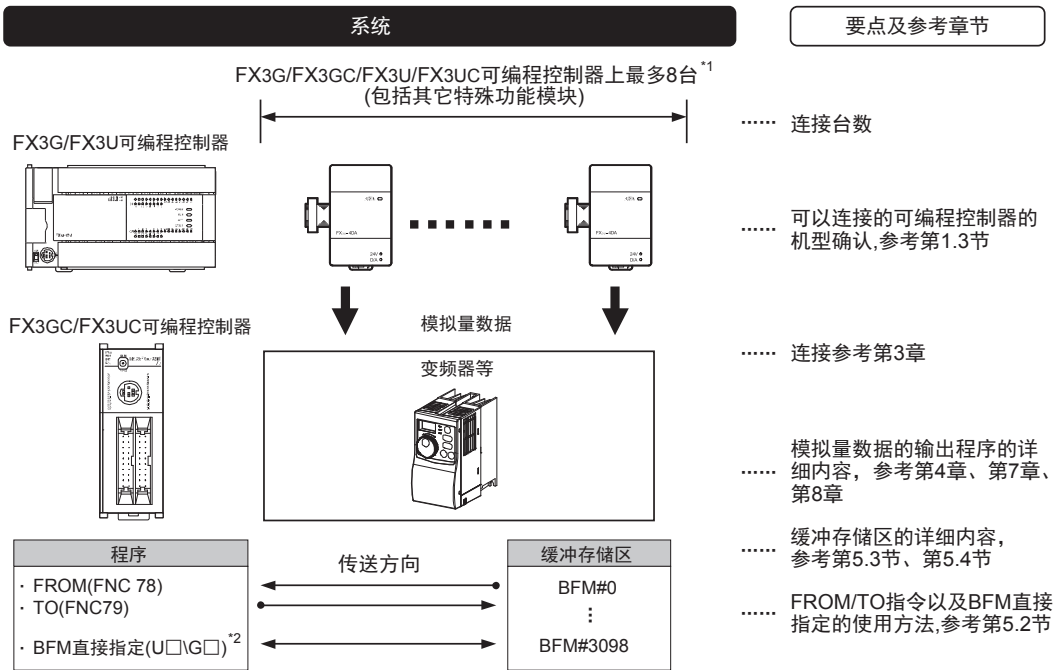 系统
要点及参考章节
FX3G/FX3GC/FX3U/FX3UC可编程控制器上最多8台*1
(包括其它特殊功能模块)
...... 连接台数
FX3G/FX3U可编程控制器
24V
D/A
24V
D/A
...... 可以连接的可编程控制器的
机型确认,参考第1.3节
FX3GC/FX3UC可编程控制器
模拟量数据
...... 连接参考第3章
变频器等
...... 模拟量数据的输出程序的详
细内容，参考第4章、第7章、
第8章
程序
传送方向
缓冲存储区
...... 缓冲存储区的详细内容，
参考第5.3节、第5.4节
· FROM(FNC 78)
BFM#0
· TO(FNC79)
⋮
...... FROM/TO指令以及BFM直接
指定的使用方法,参考第5.2节
· BFM直接指定(U□\G□)*2
BFM#3098